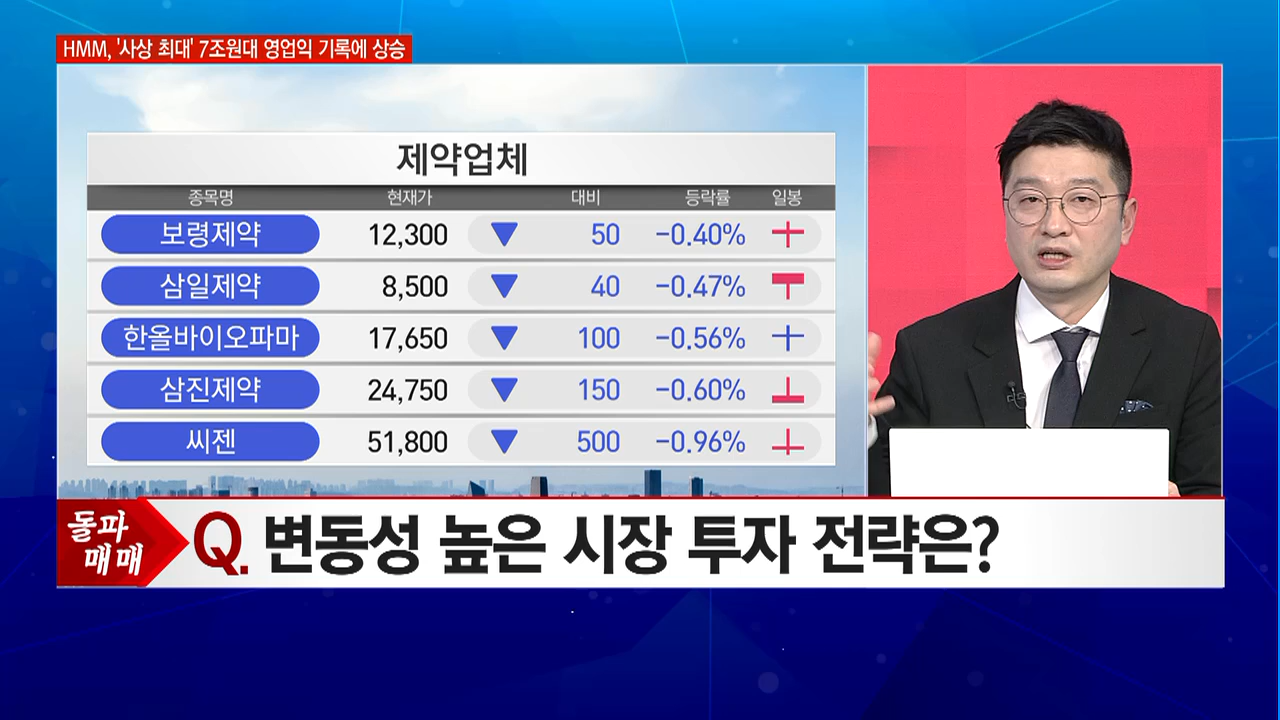 HMM, '사상 최대' 7조원대 영업익 기록에 상승
제약업체
종목명 현재가 대비 등락률 일봉
보령제약 12,300 ▼ 50 -0.40%
삼일제약 8,500 ▼ 40 -0.47%
한올바이오파마 17,650 ▼ 100 -0.56%
삼진제약 24,750 ▼ 150 -0.60%
씨젠 51,800 ▼ 500 -0.96%
돌파
매매
Q. 변동성 높은 시장 투자 전략은?